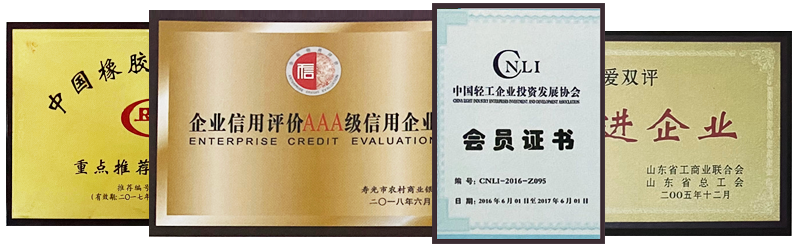 中国橡胶
重点推荐
推荐编号
(有效期:二〇一七年
信
企业信用评价AAA级信用企业
ENTERPRISE CREDIT EVALUATION
寿光市农村商业银
二〇一八年六月
CNLI
中国轻工企业投资发展协会
CHINA LIGHT INDUSTRY ENTERPRISE INVESTMENT AND DEVELOPMENT ASSOCIATION
会员证书
编号:CNLI-2016-Z095
日期:2016年6月01日至2017年6月01日
爱双评
进企业
山东省工商业联合会
山东省总工会
二〇〇五年十二月